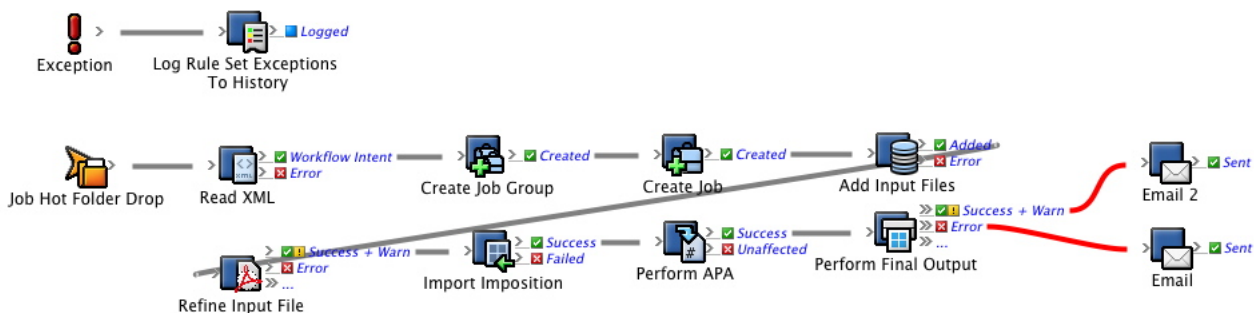 Logged
Exception
Log Rule Set Exceptions
To History
Workflow Intent
Error
Created
Created
Added
Error
Job Hot Folder Drop
Read XML
Create Job Group
Create Job
Add Input Files
Sent
Email 2
Success + Warn
Error
...
Success
Failed
Success
Unaffected
Success + Warn
Error
...
Sent
Refine Input File
Import Imposition
Perform APA
Perform Final Output
Email